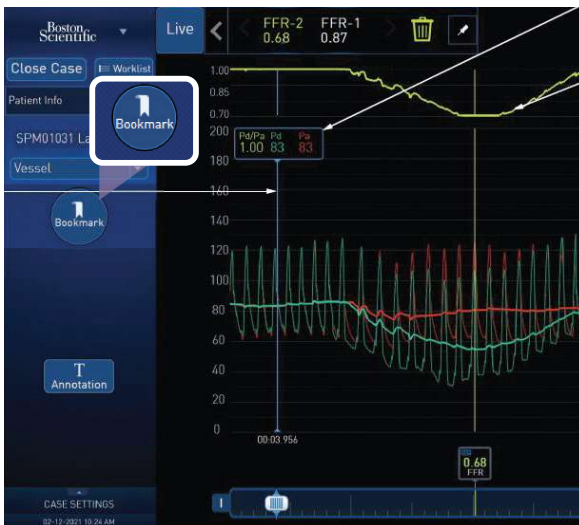 Boston
Scientific
Live
FFR-2
0.68
FFR-1
0.87
Close Case
Worklist
Patient Info
Bookmark
SPM01031 La
Vessel
Bookmark
T
Annotation
CASE SETTINGS
02-12-2021 10:24 AM
1.00
0.85
0.70
200
Pd/Pa Pd Pa
1.00 83 83
180
160
140
120
100
80
60
40
20
0
00:03.956
0.68
FFR